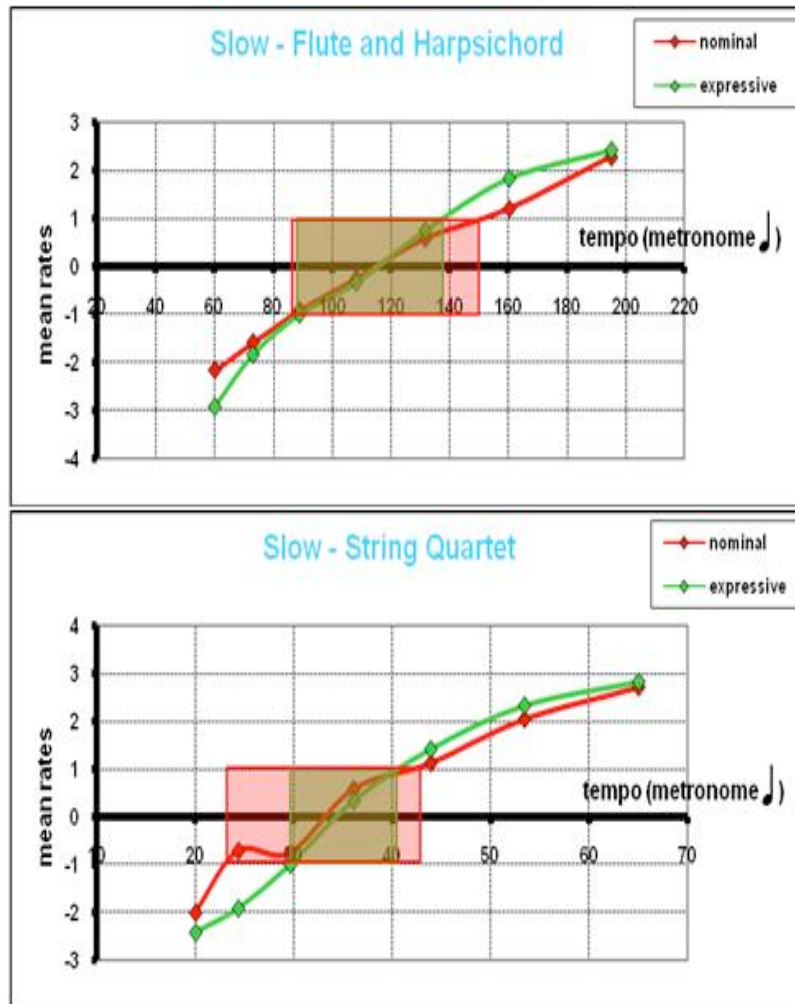 Slow - Flute and Harpsichord
nominal
expressive
3
2
1
0
-1
-2
-3
-4
mean rates
tempo (metronome ♩)
20 40 60 80 100 120 140 160 180 200 220
Slow - String Quartet
nominal
expressive
4
3
2
1
0
-1
-2
-3
mean rates
tempo (metronome ♩)
10 20 30 40 50 60 70